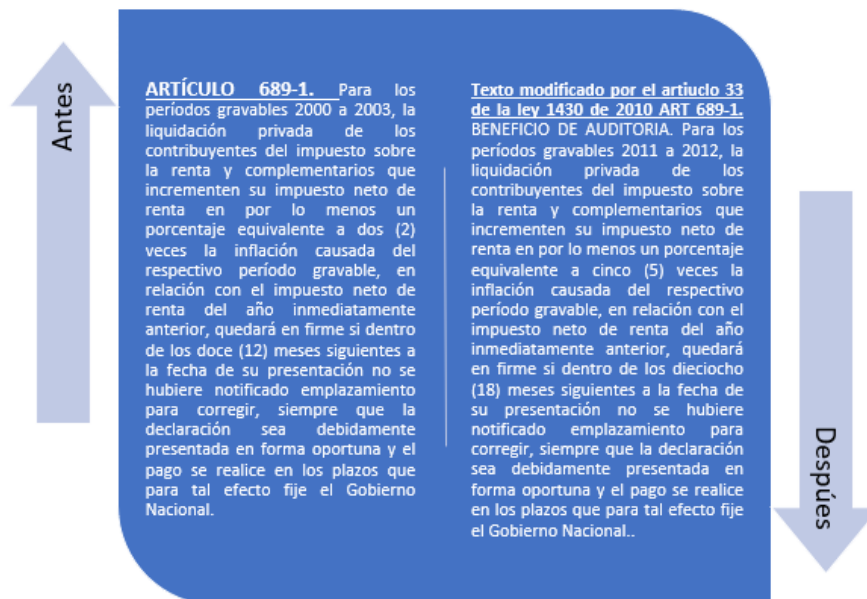 Antes
ARTÍCULO 689-1. Para los
períodos gravables 2000 a 2003, la
liquidación privada de los
contribuyentes del impuesto sobre
la renta y complementarios que
incrementen su impuesto neto de
renta en por lo menos un
porcentaje equivalente a dos (2)
veces la inflación causada del
respectivo período gravable, en
relación con el impuesto neto de
renta del año inmediatamente
anterior, quedará en firme si dentro
de los doce (12) meses siguientes a
la fecha de su presentación no se
hubiere notificado emplazamiento
para corregir, siempre que la
declaración sea debidamente
presentada en forma oportuna y el
pago se realice en los plazos que
para tal efecto fije el Gobierno
Nacional.
Texto modificado por el artiuclo 33
de la ley 1430 de 2010 ART 689-1.
BENEFICIO DE AUDITORIA. Para los
períodos gravables 2011 a 2012, la
liquidación privada de los
contribuyentes del impuesto sobre
la renta y complementarios que
incrementen su impuesto neto de
renta en por lo menos un porcentaje
equivalente a cinco (5) veces la
inflación causada del respectivo
período gravable, en relación con el
impuesto neto de renta del año
inmediatamente anterior, quedará
en firme si dentro de los dieciocho
(18) meses siguientes a la fecha de
su presentación no se hubiere
notificado emplazamiento para
corregir, siempre que la declaración
sea debidamente presentada en
forma oportuna y el pago se realice
en los plazos que para tal efecto fije
el Gobierno Nacional..
Despúes